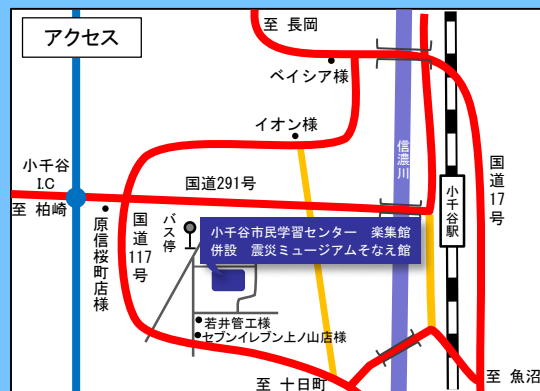 アクセス
至 長岡
ベイシア様
イオン様
信濃川
小千谷
I.C
至 柏崎
国道291号
国道17号
小千谷駅
原信桜町店様
国道117号
バス停
小千谷市民学習センター 楽集館
併設 震災ミュージアムそなえ館
若井管工様
セブンイレブン上ノ山店様
至 十日町
至 魚沼